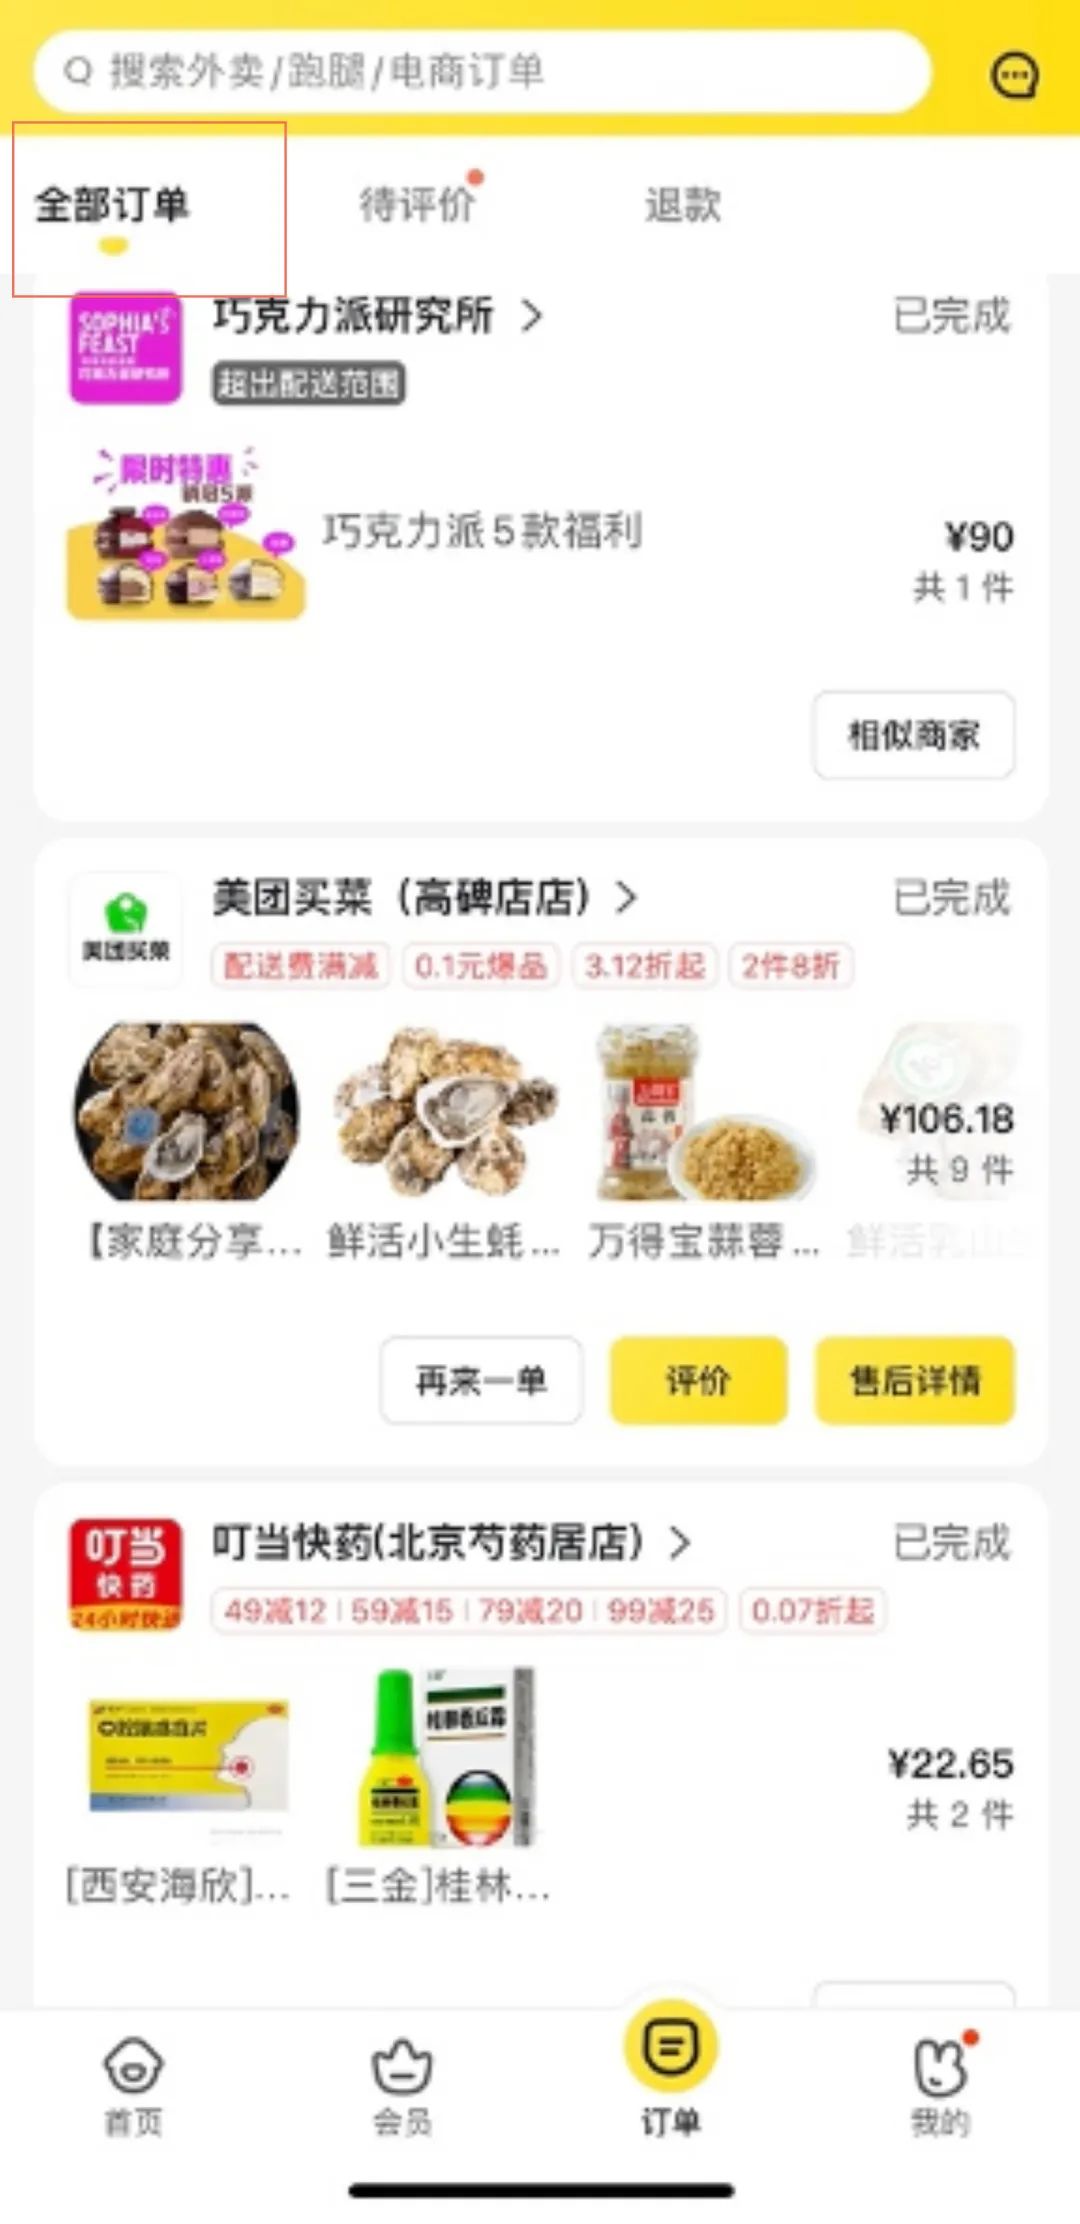 搜索外卖/跑腿/电商订单
全部订单
待评价
退款
SOPHIA'S
FEAST
巧克力派研究所
已完成
超出配送范围
限时特惠
巧克力派5款福利
¥90
共 1 件
相似商家
美团买菜
美团买菜（高碑店店）
已完成
配送费满减 0.1元爆品 3.12折起 2件8折
¥106.18
共 9 件
【家庭分享... 鲜活小生蚝... 万得宝蒜蓉... 鲜活乳山
再来一单 评价 售后详情
叮当
快药
24小时快送
叮当快药(北京芍药居店)
已完成
49减12 59减15 79减20 99减25 0.07折起
¥22.65
共 2 件
[西安海欣]... [三金]桂林...
首页 会员 订单 我的